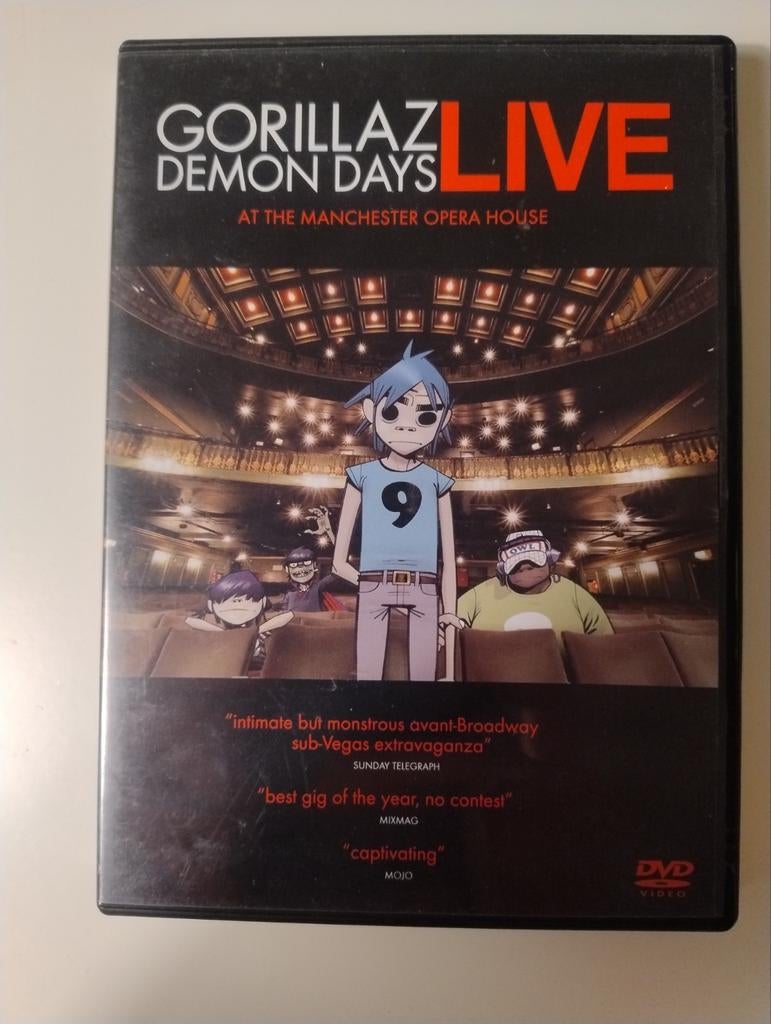 GORILLAZ
DEMON DAYS LIVE
AT THE MANCHESTER OPERA HOUSE
9
OWL
"intimate but monstrous avant-Broadway
sub-Vegas extravaganza"
SUNDAY TELEGRAPH
"best gig of the year, no contest"
MIXMAG
"captivating"
MOJO
DVD
VIDEO